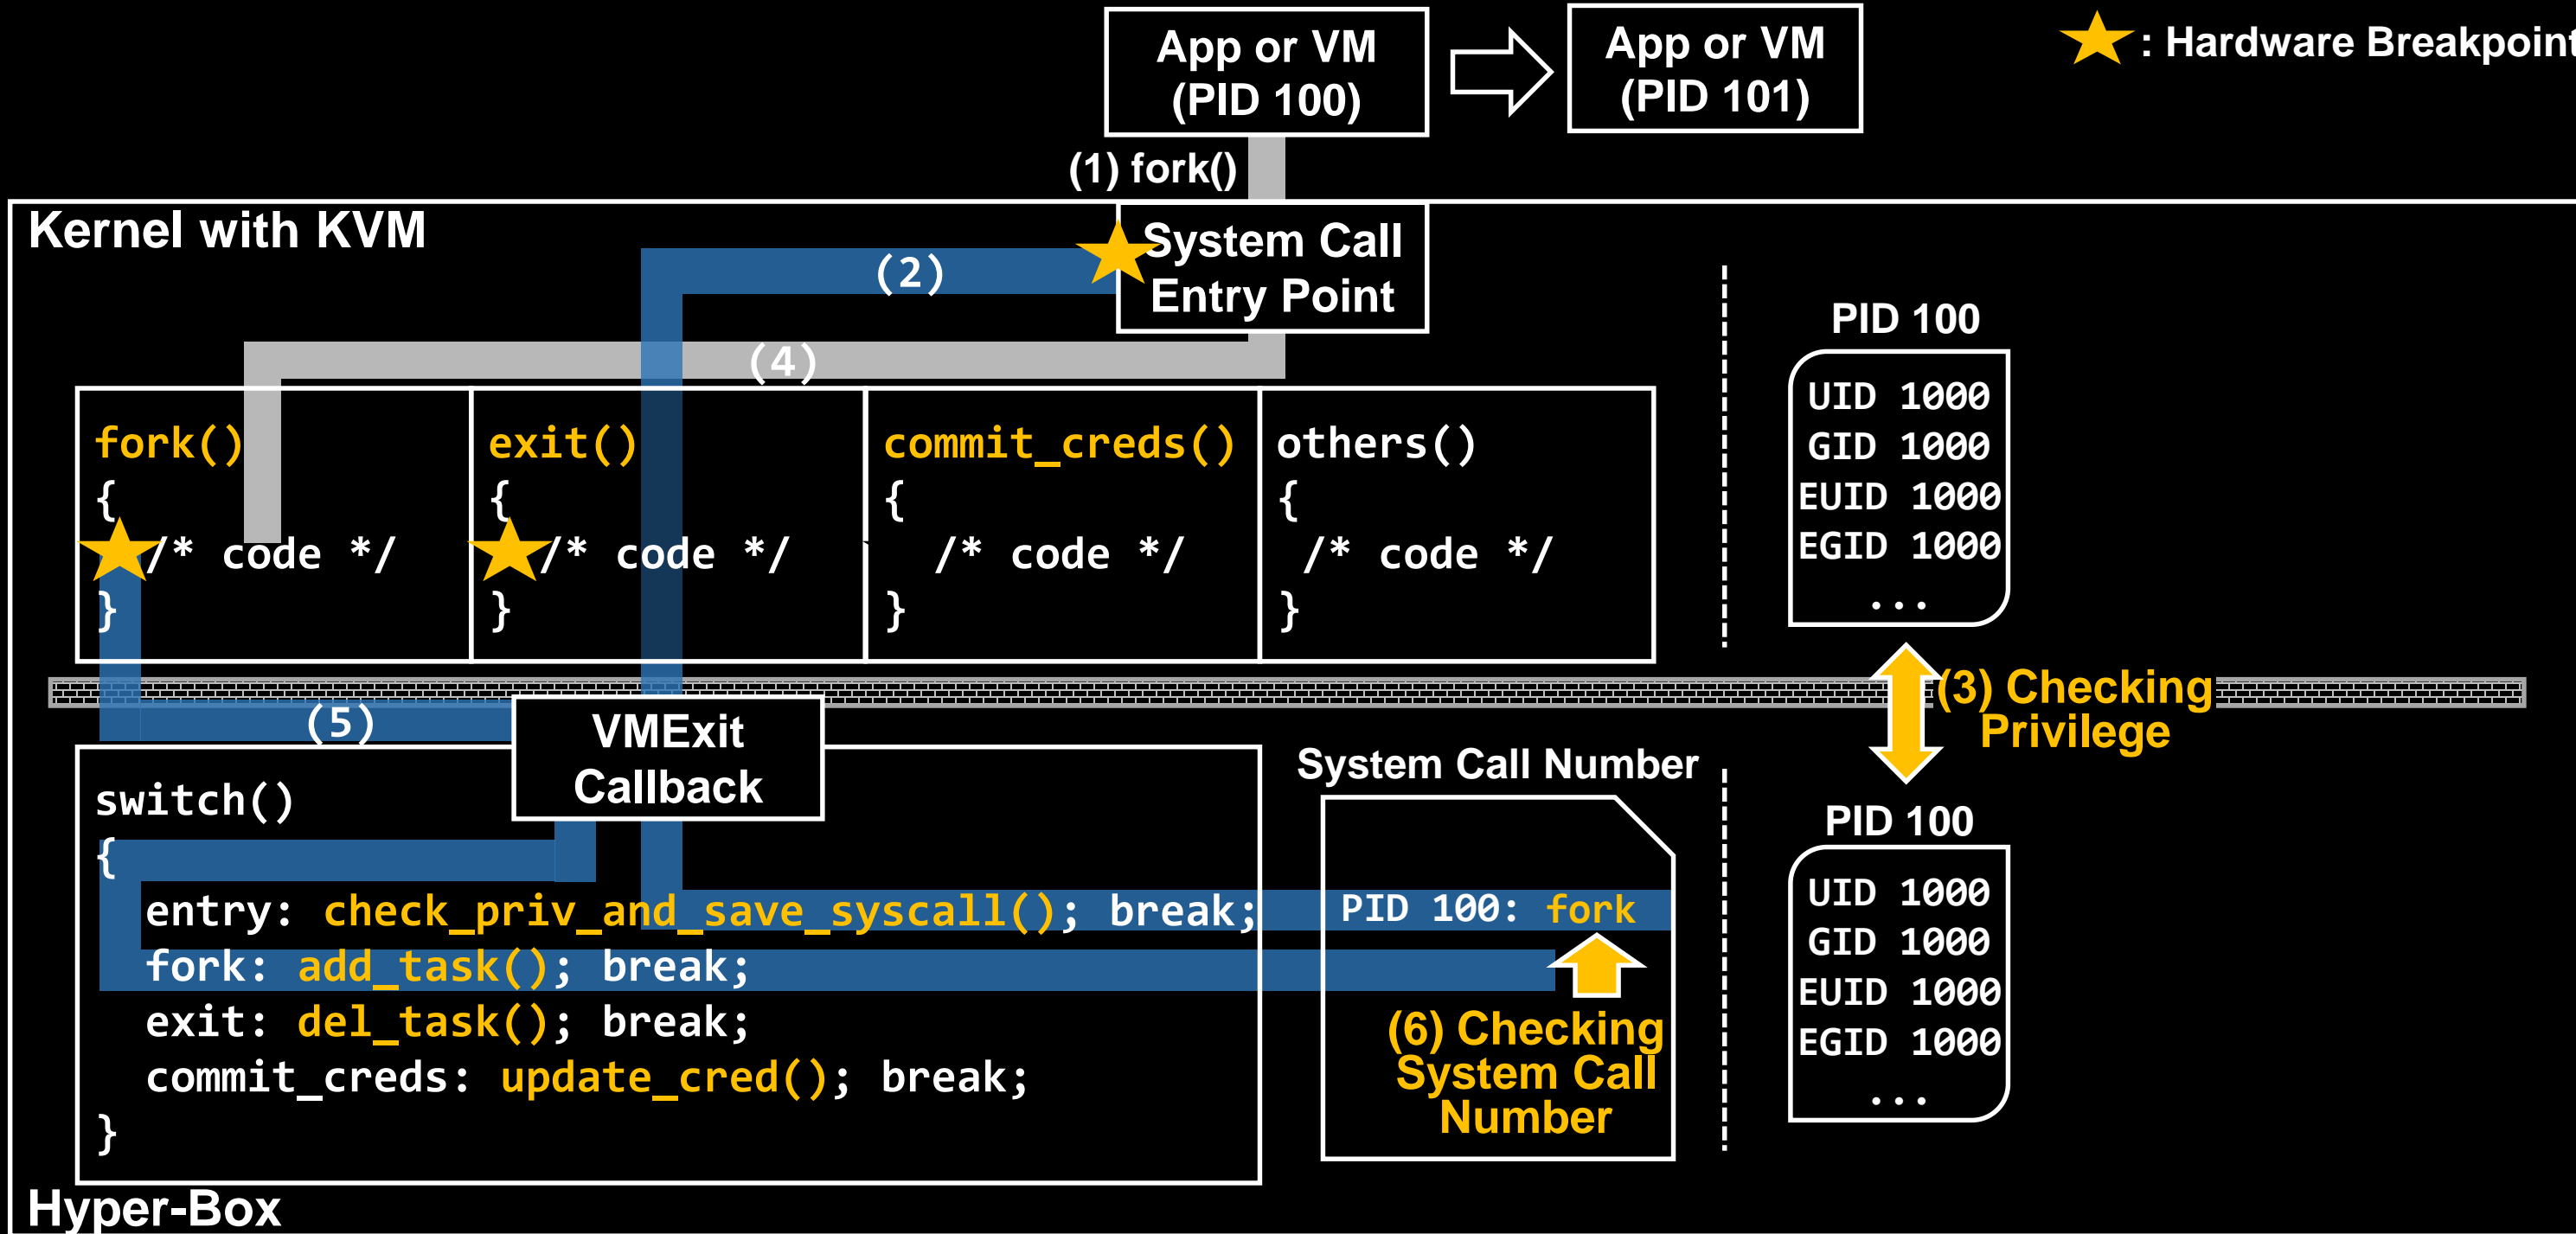 App or VM
(PID 100)
App or VM
(PID 101)
: Hardware Breakpoint
(1) fork()
Kernel with KVM
System Call
Entry Point
(2)
(4)
fork()
{
/* code */
}
exit()
{
/* code */
}
commit_creds()
{
/* code */
}
others()
{
/* code */
}
PID 100
UID 1000
GID 1000
EUID 1000
EGID 1000
...
(3) Checking
Privilege
(5)
VMExit
Callback
switch()
{
entry: check_priv_and_save_syscall(); break;
fork: add_task(); break;
exit: del_task(); break;
commit_creds: update_cred(); break;
}
System Call Number
PID 100: fork
(6) Checking
System Call
Number
PID 100
UID 1000
GID 1000
EUID 1000
EGID 1000
...
Hyper-Box